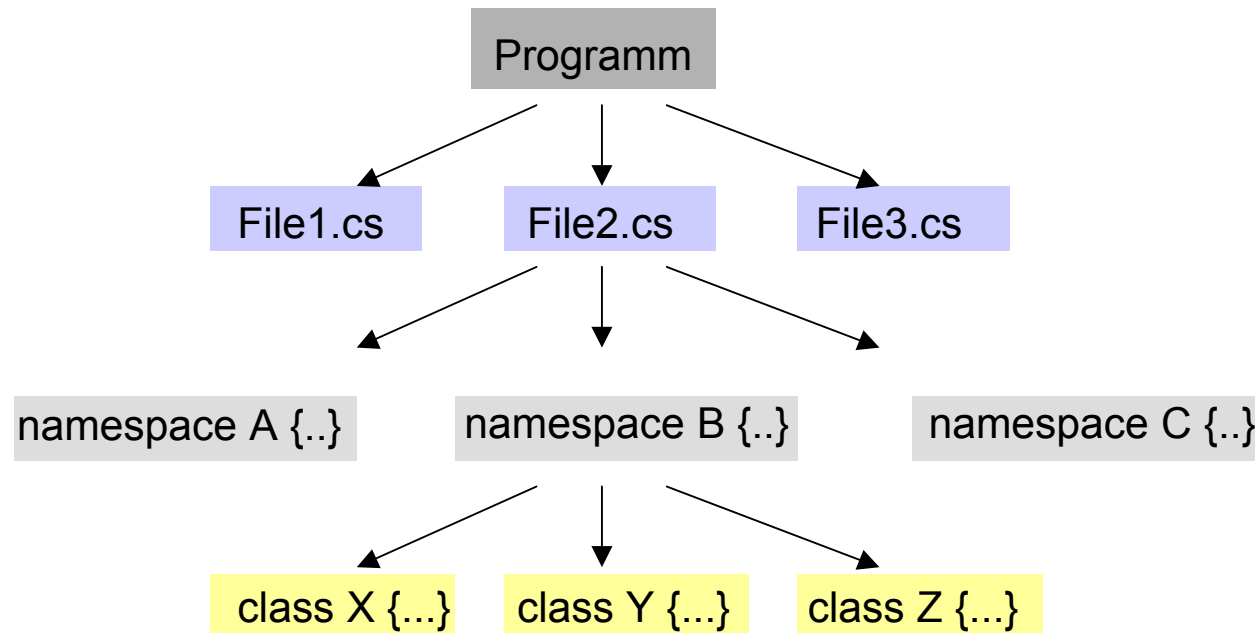 Programm
File1.cs File2.cs File3.cs
namespace A {..} namespace B {..} namespace C {..}
class X {...} class Y {...} class Z {...}